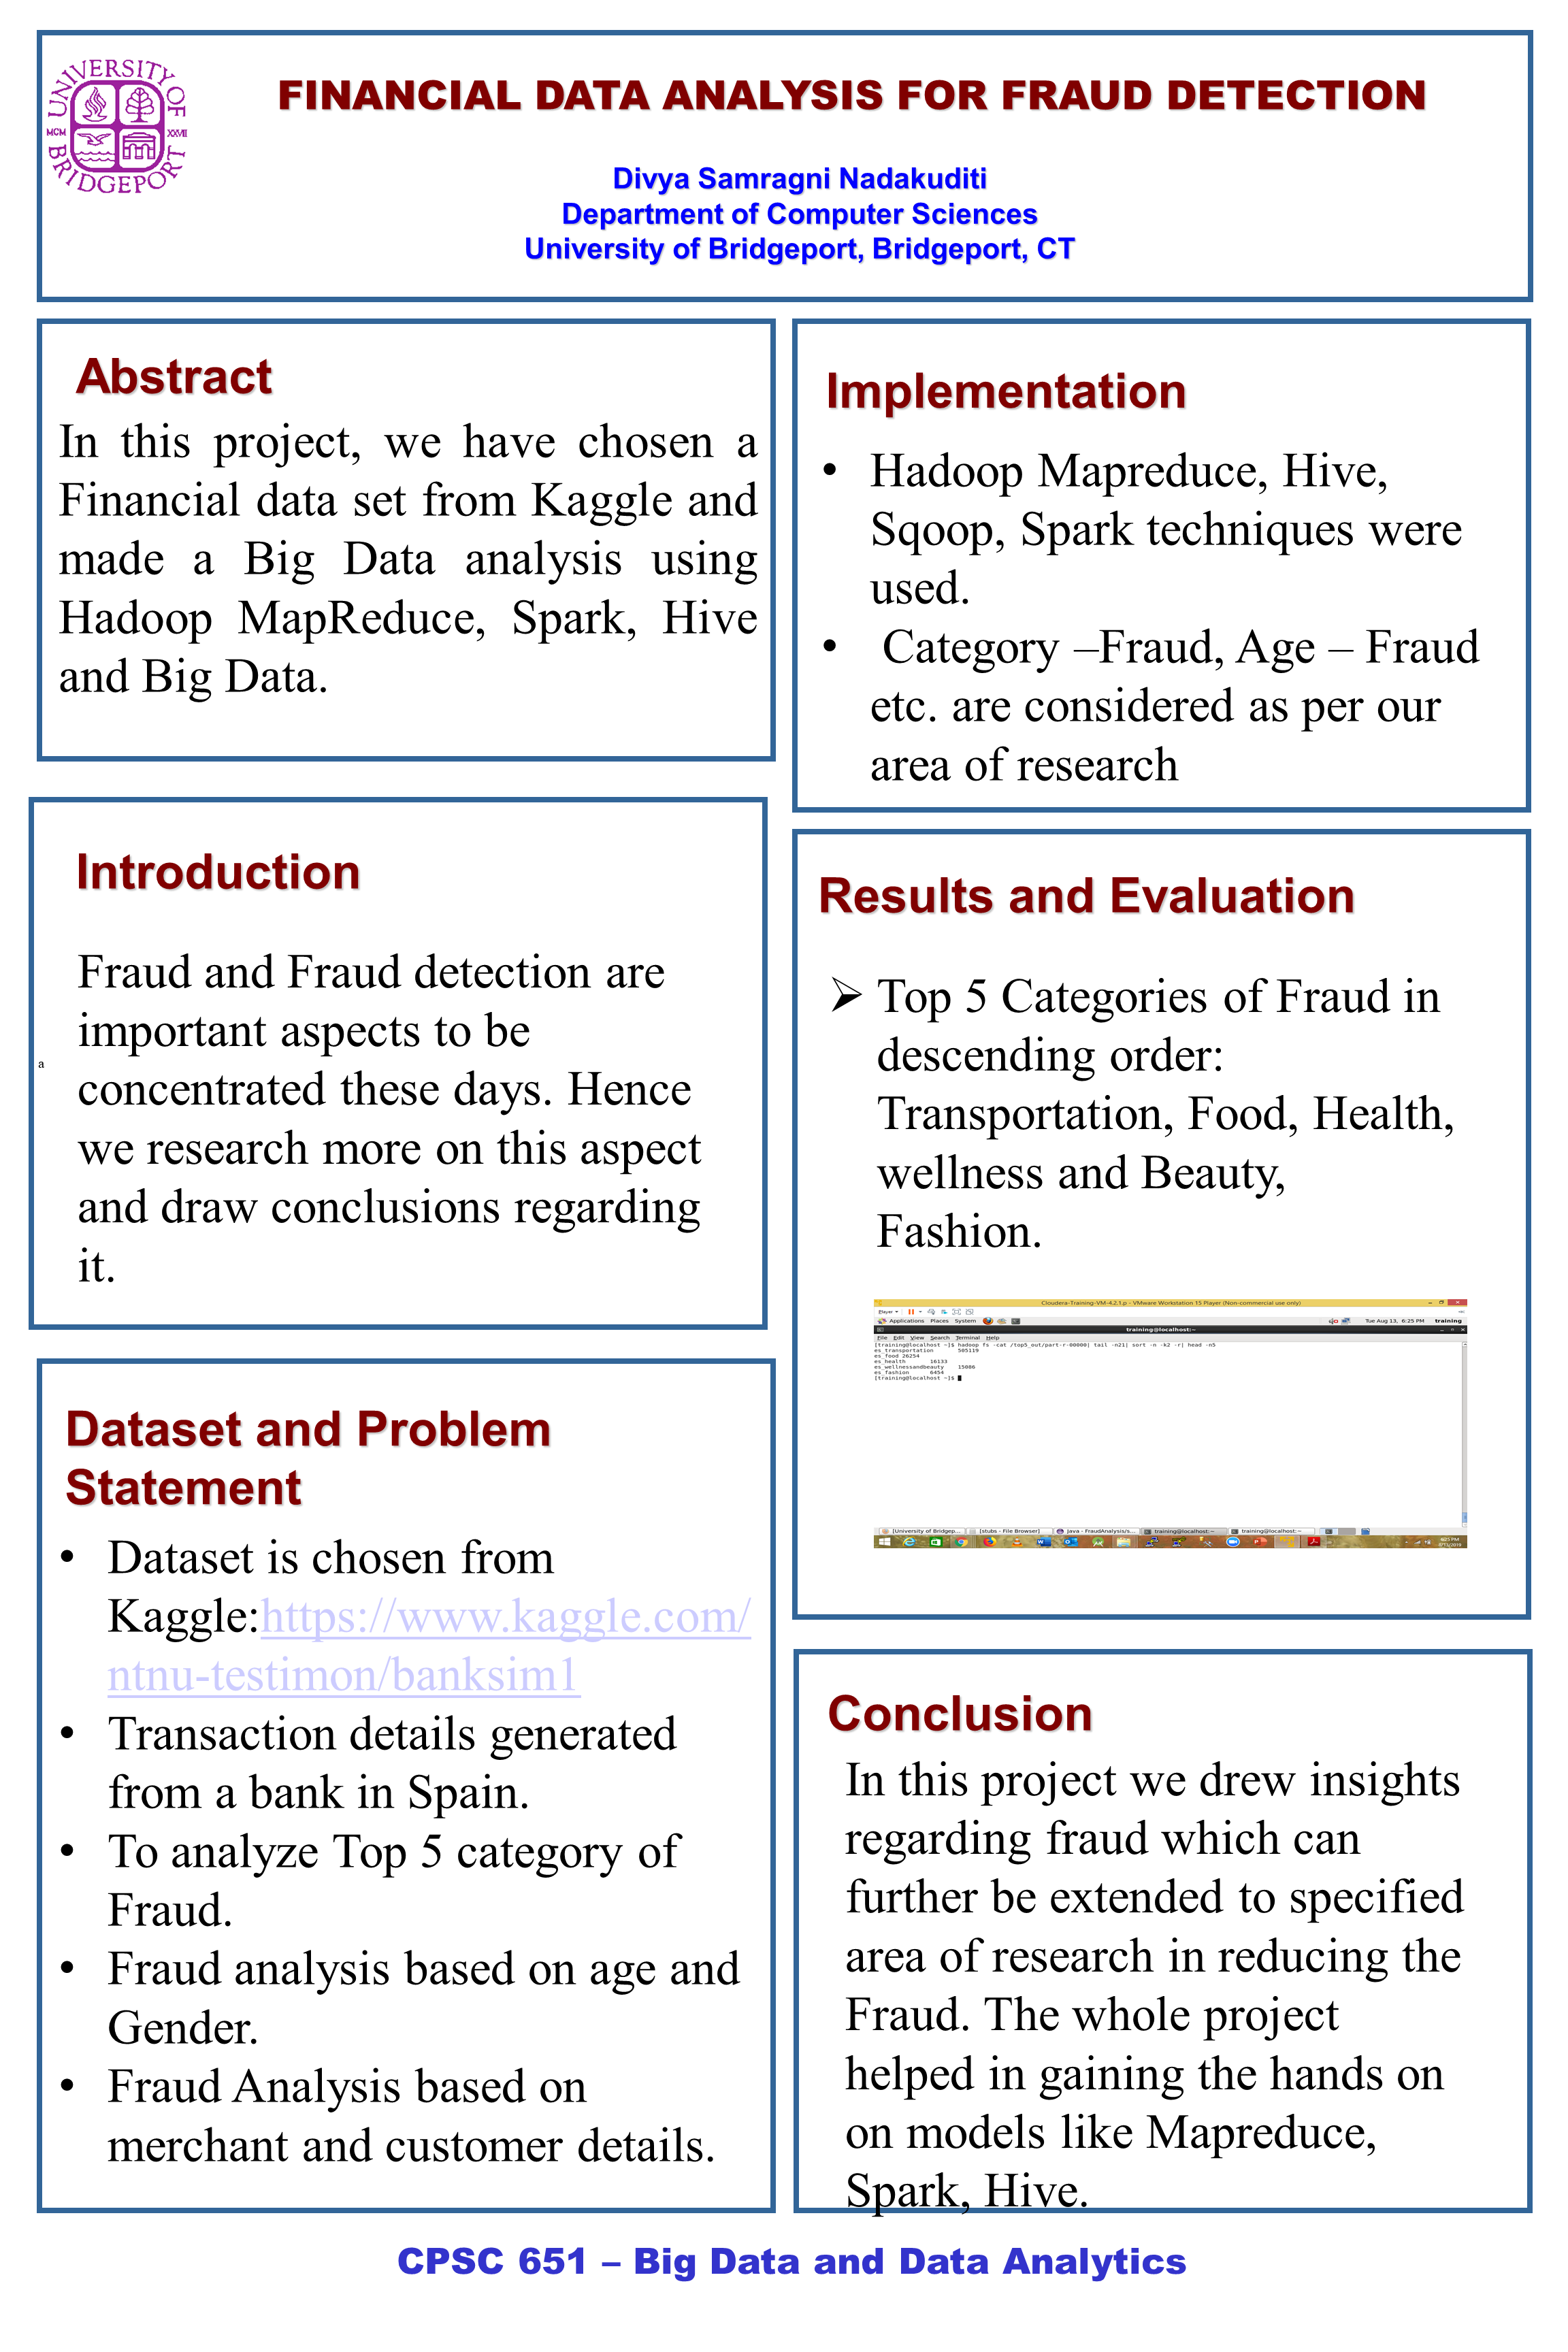 UNIVERSITY OF BRIDGEPORT
MCM
XXVII
FINANCIAL DATA ANALYSIS FOR FRAUD DETECTION
Divya Samragni Nadakuditi
Department of Computer Sciences
University of Bridgeport, Bridgeport, CT
Abstract
In this project, we have chosen a
Financial data set from Kaggle and
made a Big Data analysis using
Hadoop MapReduce, Spark, Hive
and Big Data.
Introduction
Fraud and Fraud detection are
important aspects to be
a
concentrated these days. Hence
we research more on this aspect
and draw conclusions regarding
it.
Dataset and Problem
Statement
• Dataset is chosen from
Kaggle:https://www.kaggle.com/
ntnu-testimon/banksim1
• Transaction details generated
from a bank in Spain.
• To analyze Top 5 category of
Fraud.
• Fraud analysis based on age and
Gender.
• Fraud Analysis based on
merchant and customer details.
Implementation
• Hadoop Mapreduce, Hive,
Sqoop, Spark techniques were
used.
• Category –Fraud, Age – Fraud
etc. are considered as per our
area of research
Results and Evaluation
➢ Top 5 Categories of Fraud in
descending order:
Transportation, Food, Health,
wellness and Beauty,
Fashion.
Cloudera-Training-VM-4.2.1.p - VMware Workstation 15 Player (Non-commercial use only)
Player
Applications Places System Tue Aug 13, 6:25 PM training
training@localhost:~
File Edit View Search Terminal Help
[training@localhost ~]$ hadoop fs -cat /top5_out/part-r-00000| tail -n21| sort -n -k2 -r| head -n5
es_transportation 505119
es_food 26254
es_health 16133
es_wellnessandbeauty 15086
es_fashion 6454
[training@localhost ~]$
[University of Bridgep... [stubs - File Browser] Java - FraudAnalysis/s... training@localhost:~ training@localhost:~
Conclusion
In this project we drew insights
regarding fraud which can
further be extended to specified
area of research in reducing the
Fraud. The whole project
helped in gaining the hands on
on models like Mapreduce,
Spark, Hive.
CPSC 651 – Big Data and Data Analytics